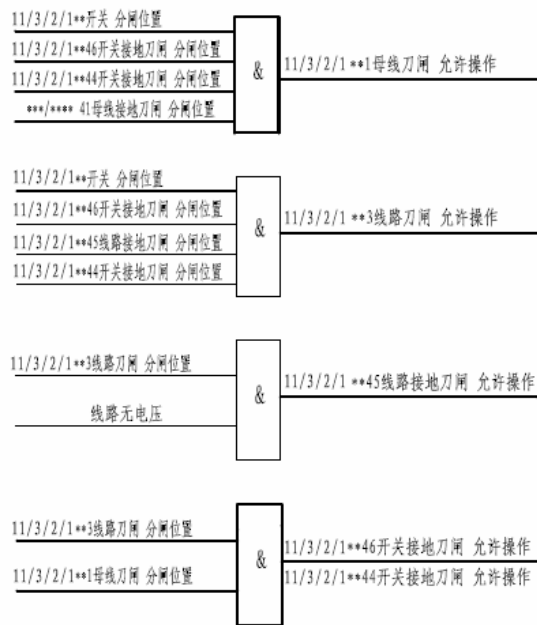 11/3/2/1**开关 分闸位置
11/3/2/1**46开关接地刀闸 分闸位置
11/3/2/1**44开关接地刀闸 分闸位置
***/**** 41母线接地刀闸 分闸位置
&
11/3/2/1 **1母线刀闸 允许操作
11/3/2/1**开关 分闸位置
11/3/2/1**46开关接地刀闸 分闸位置
11/3/2/1**45线路接地刀闸 分闸位置
11/3/2/1**44开关接地刀闸 分闸位置
&
11/3/2/1 **3线路刀闸 允许操作
11/3/2/1**3线路刀闸 分闸位置
线路无电压
&
11/3/2/1 **45线路接地刀闸 允许操作
11/3/2/1**3线路刀闸 分闸位置
11/3/2/1**1母线刀闸 分闸位置
&
11/3/2/1**46开关接地刀闸 允许操作
11/3/2/1**44开关接地刀闸 允许操作